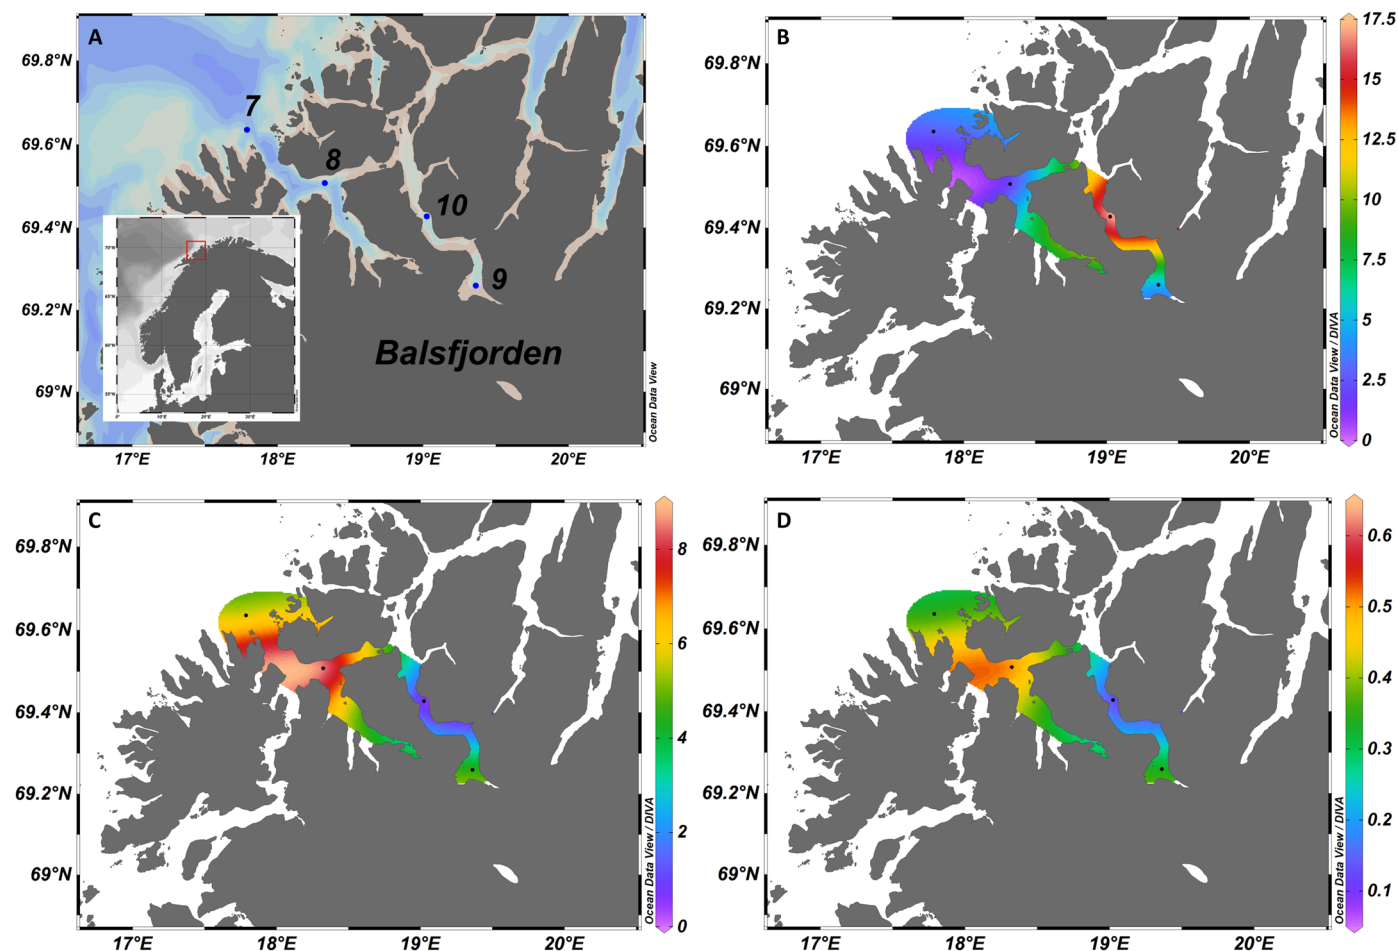 A
69.8°N
69.6°N
69.4°N
69.2°N
69°N
7
8
10
9
Balsfjorden
Ocean Data View
17°E
18°E
19°E
20°E
B
69.8°N
69.6°N
69.4°N
69.2°N
69°N
17°E
18°E
19°E
20°E
Ocean Data View / DIVA
17.5
15
12.5
10
7.5
5
2.5
0
C
69.8°N
69.6°N
69.4°N
69.2°N
69°N
17°E
18°E
19°E
20°E
Ocean Data View / DIVA
8
6
4
2
0
D
69.8°N
69.6°N
69.4°N
69.2°N
69°N
17°E
18°E
19°E
20°E
Ocean Data View / DIVA
0.6
0.5
0.4
0.3
0.2
0.1